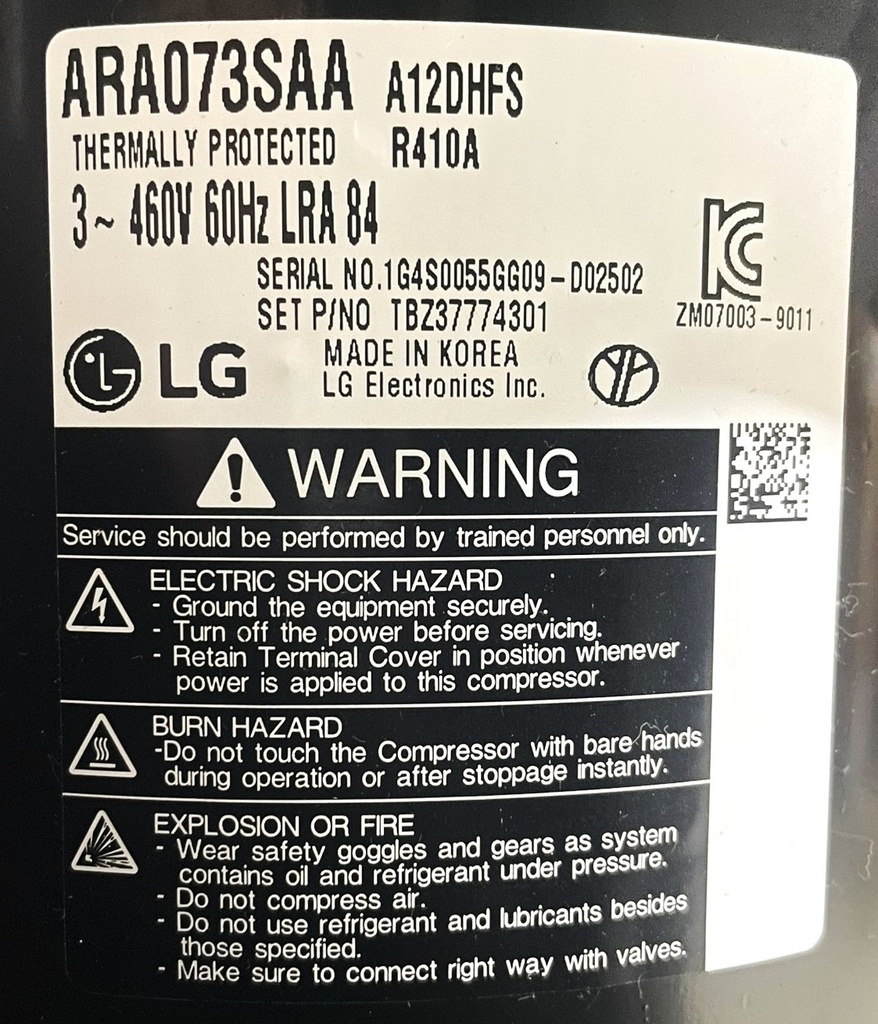 ARA073SAA A12DHFS
THERMALLY PROTECTED R410A
3~ 460V 60Hz LRA 84
SERIAL NO.1G4S0055GG09-D02502
SET P/NO TBZ37774301
ZM07003-9011
LG
MADE IN KOREA
LG Electronics Inc.
WARNING
Service should be performed by trained personnel only.
ELECTRIC SHOCK HAZARD
- Ground the equipment securely.
- Turn off the power before servicing.
- Retain Terminal Cover in position whenever
power is applied to this compressor.
BURN HAZARD
-Do not touch the Compressor with bare hands
during operation or after stoppage instantly.
EXPLOSION OR FIRE
- Wear safety goggles and gears as system
contains oil and refrigerant under pressure.
- Do not compress air.
- Do not use refrigerant and lubricants besides
those specified.
- Make sure to connect right way with valves.